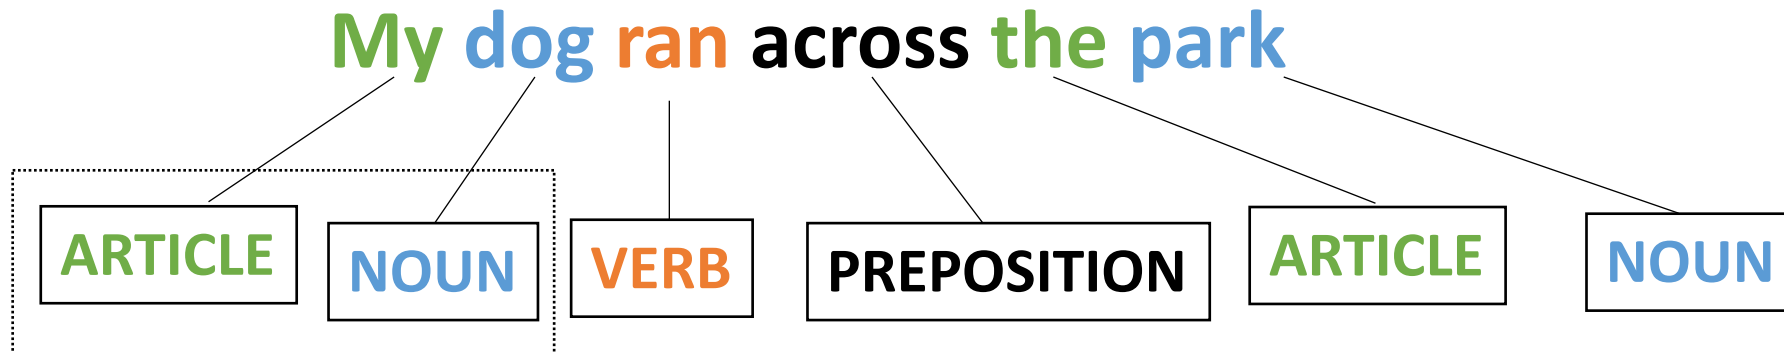 My dog ran across the park
ARTICLE NOUN VERB PREPOSITION ARTICLE NOUN